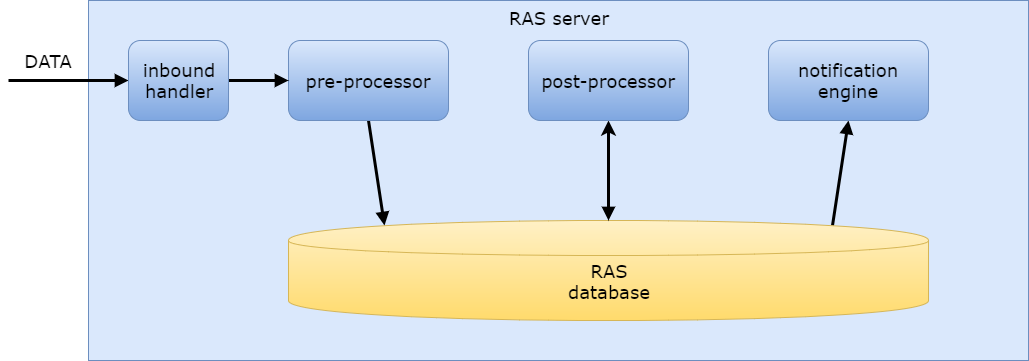 RAS server
DATA
inbound
handler
pre-processor
post-processor
notification
engine
RAS
database